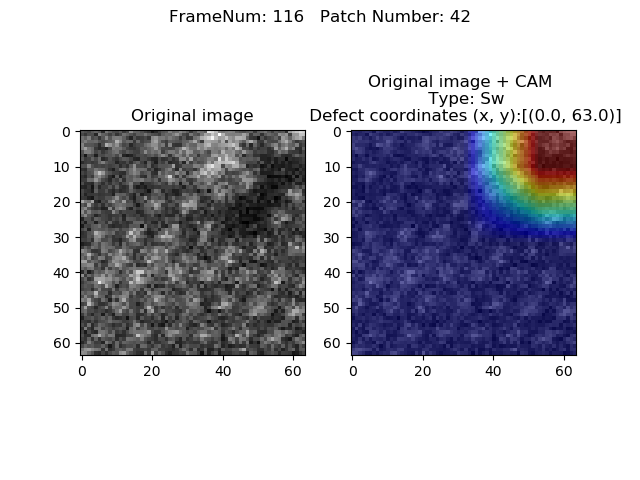 FrameNum: 116   Patch Number: 42
Original image
0
10
20
30
40
50
60
0 20 40 60
Original image + CAM
Type: Sw
Defect coordinates (x, y):[(0.0, 63.0)]
0
10
20
30
40
50
60
0 20 40 60